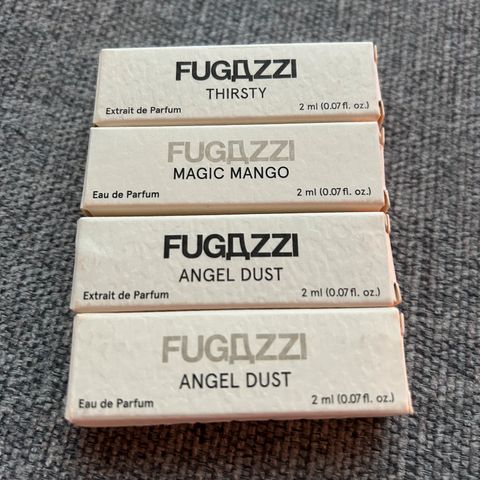 FUGAZZI
THIRSTY
Extrait de Parfum 2 ml (0.07 fl. oz.)
FUGAZZI
MAGIC MANGO
Eau de Parfum 2 ml (0.07 fl. oz.)
FUGAZZI
ANGEL DUST
Extrait de Parfum 2 ml (0.07 fl. oz.)
FUGAZZI
ANGEL DUST
Eau de Parfum 2 ml (0.07 fl. oz.)